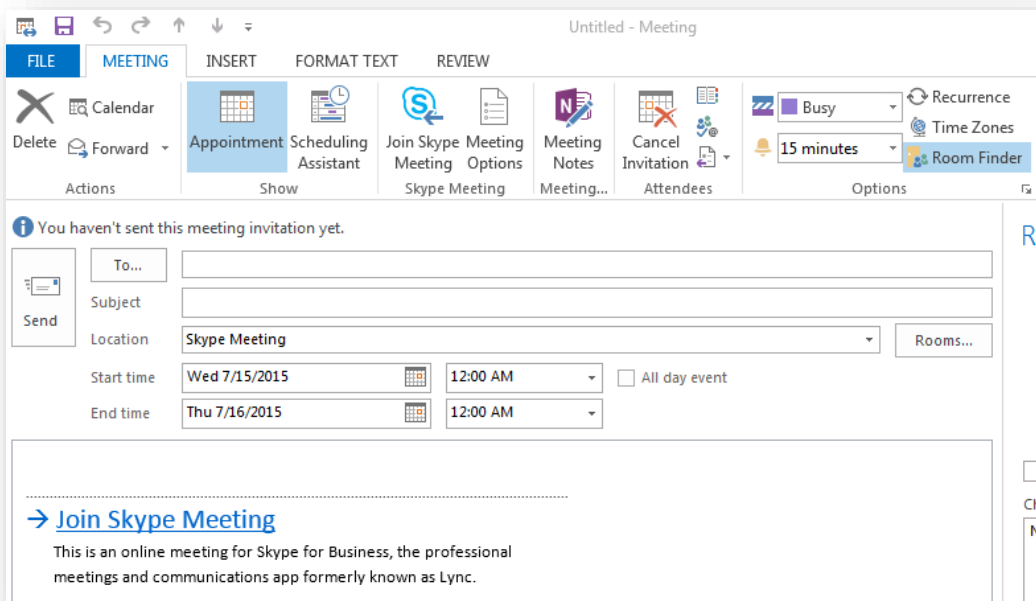 Untitled - Meeting
FILE MEETING INSERT FORMAT TEXT REVIEW
Delete
Calendar
Forward
Actions
Appointment
Scheduling
Assistant
Show
Join Skype
Meeting
Meeting
Options
Skype Meeting
Meeting
Notes
Meeting...
Cancel
Invitation
Attendees
Busy
15 minutes
Recurrence
Time Zones
Room Finder
Options
You haven't sent this meeting invitation yet.
Send
To...
Subject
Location Skype Meeting Rooms...
Start time Wed 7/15/2015 12:00 AM All day event
End time Thu 7/16/2015 12:00 AM
→ Join Skype Meeting
This is an online meeting for Skype for Business, the professional
meetings and communications app formerly known as Lync.